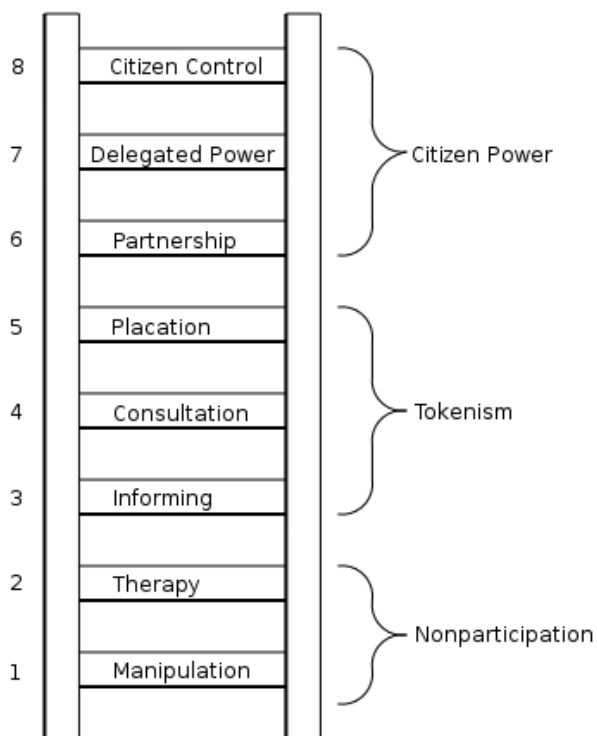 8 Citizen Control
7 Delegated Power
Citizen Power
6 Partnership
5 Placation
4 Consultation
Tokenism
3 Informing
2 Therapy
Nonparticipation
1 Manipulation